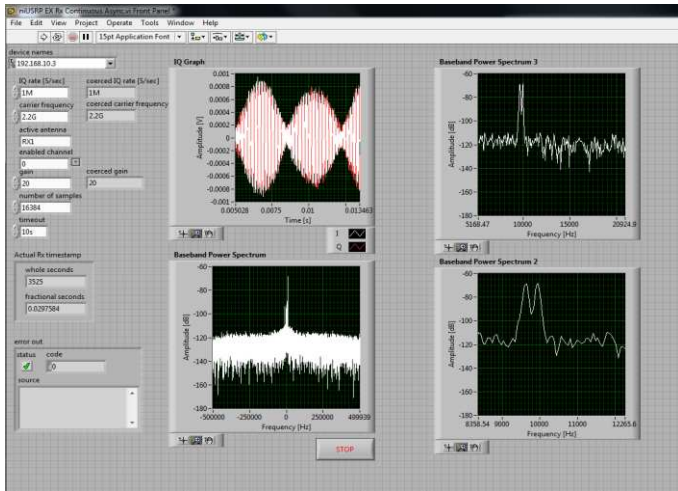 niUSRP EX Rx Continuous Async.vi Front Panel *
File Edit View Project Operate Tools Window Help
15pt Application Font
device names
192.168.10.3
IQ rate [S/sec]
1M
coerced IQ rate [S/sec]
1M
carrier frequency
2.2G
coerced carrier frequency
2.2G
active antenna
RX1
enabled channel
0
gain
20
coerced gain
20
number of samples
16384
timeout
10s
Actual Rx timestamp
whole seconds
3525
fractional seconds
0.0297584
error out
status code
0
source
IQ Graph
Amplitude [V]
0.001
0.0008
0.0006
0.0004
0.0002
0
-0.0002
-0.0004
-0.0006
-0.0008
-0.001
0.005028 0.0075 0.01 0.013463
Time [s]
I
Q
Baseband Power Spectrum
Amplitude [dB]
-60
-80
-100
-120
-140
-160
-180
-500000 -250000 0 250000 499939
Frequency [Hz]
STOP
Baseband Power Spectrum 3
Amplitude [dB]
-60
-80
-100
-120
-140
-160
-180
5168.47 10000 15000 20924.9
Frequency [Hz]
Baseband Power Spectrum 2
Amplitude [dB]
-60
-80
-100
-120
-140
-160
-180
8358.54 9000 10000 11000 12265.8
Frequency [Hz]